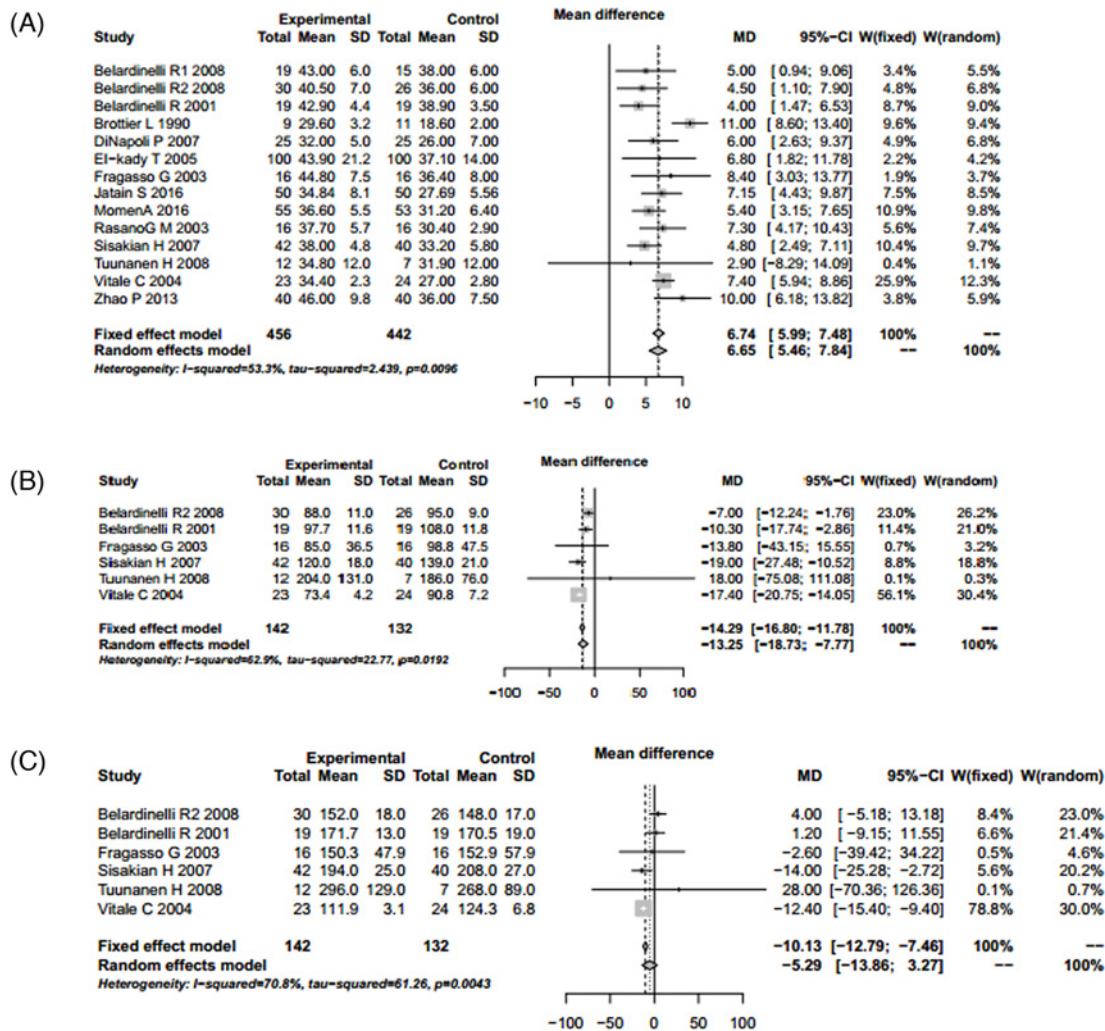 (A)
Mean difference
Experimental Control
Study Total Mean SD Total Mean SD MD 95%-CI W(fixed) W(random)
Belardinelli R1 2008 19 43.00 6.0 15 38.00 6.00 5.00 [ 0.94; 9.06] 3.4% 5.5%
Belardinelli R2 2008 30 40.50 7.0 26 36.00 6.00 4.50 [ 1.10; 7.90] 4.8% 6.8%
Belardinelli R 2001 19 42.90 4.4 19 38.90 3.50 4.00 [ 1.47; 6.53] 8.7% 9.0%
Brottier L 1990 9 29.60 3.2 11 18.60 2.00 11.00 [ 8.60; 13.40] 9.6% 9.4%
DiNapoli P 2007 25 32.00 5.0 25 26.00 7.00 6.00 [ 2.63; 9.37] 4.9% 6.8%
El-kady T 2005 100 43.90 21.2 100 37.10 14.00 6.80 [ 1.82; 11.78] 2.2% 4.2%
Fragasso G 2003 16 44.80 7.5 16 36.40 8.00 8.40 [ 3.03; 13.77] 1.9% 3.7%
Jatain S 2016 50 34.84 8.1 50 27.69 5.56 7.15 [ 4.43; 9.87] 7.5% 8.5%
MomenA 2016 55 36.60 5.5 53 31.20 6.40 5.40 [ 3.15; 7.65] 10.9% 9.8%
RasanoG M 2003 16 37.70 5.7 16 30.40 2.90 7.30 [ 4.17; 10.43] 5.6% 7.4%
Sisakian H 2007 42 38.00 4.8 40 33.20 5.80 4.80 [ 2.49; 7.11] 10.4% 9.7%
Tuunanen H 2008 12 34.80 12.0 7 31.90 12.00 2.90 [−8.29; 14.09] 0.4% 1.1%
Vitale C 2004 23 34.40 2.3 24 27.00 2.80 7.40 [ 5.94; 8.86] 25.9% 12.3%
Zhao P 2013 40 46.00 9.8 40 36.00 7.50 10.00 [ 6.18; 13.82] 3.8% 5.9%
Fixed effect model 456 442 6.74 [ 5.99; 7.48] 100% −−
Random effects model 6.65 [ 5.46; 7.84] −− 100%
Heterogeneity: I-squared=53.3%, tau-squared=2.439, p=0.0096
−10 −5 0 5 10
(B)
Experimental Control Mean difference
Study Total Mean SD Total Mean SD MD 95%-CI W(fixed) W(random)
Belardinelli R2 2008 30 88.0 11.0 26 95.0 9.0 −7.00 [−12.24; −1.76] 23.0% 26.2%
Belardinelli R 2001 19 97.7 11.6 19 108.0 11.8 −10.30 [−17.74; −2.86] 11.4% 21.0%
Fragasso G 2003 16 85.0 36.5 16 98.8 47.5 −13.80 [−43.15; 15.55] 0.7% 3.2%
Sisakian H 2007 42 120.0 18.0 40 139.0 21.0 −19.00 [−27.48; −10.52] 8.8% 18.8%
Tuunanen H 2008 12 204.0 131.0 7 186.0 76.0 18.00 [−75.08; 111.08] 0.1% 0.3%
Vitale C 2004 23 73.4 4.2 24 90.8 7.2 −17.40 [−20.75; −14.05] 56.1% 30.4%
Fixed effect model 142 132 −14.29 [−16.80; −11.78] 100% −−
Random effects model −13.25 [−18.73; −7.77] −− 100%
Heterogeneity: I-squared=62.9%, tau-squared=22.77, p=0.0192
−100 −50 0 50 100
(C)
Mean difference
Experimental Control
Study Total Mean SD Total Mean SD MD 95%-CI W(fixed) W(random)
Belardinelli R2 2008 30 152.0 18.0 26 148.0 17.0 4.00 [ −5.18; 13.18] 8.4% 23.0%
Belardinelli R 2001 19 171.7 13.0 19 170.5 19.0 1.20 [ −9.15; 11.55] 6.6% 21.4%
Fragasso G 2003 16 150.3 47.9 16 152.9 57.9 −2.60 [−39.42; 34.22] 0.5% 4.6%
Sisakian H 2007 42 194.0 25.0 40 208.0 27.0 −14.00 [−25.28; −2.72] 5.6% 20.2%
Tuunanen H 2008 12 296.0 129.0 7 268.0 89.0 28.00 [−70.36; 126.36] 0.1% 0.7%
Vitale C 2004 23 111.9 3.1 24 124.3 6.8 −12.40 [−15.40; −9.40] 78.8% 30.0%
Fixed effect model 142 132 −10.13 [−12.79; −7.46] 100% −−
Random effects model −5.29 [−13.86; 3.27] −− 100%
Heterogeneity: I-squared=70.8%, tau-squared=61.26, p=0.0043
−100 −50 0 50 100